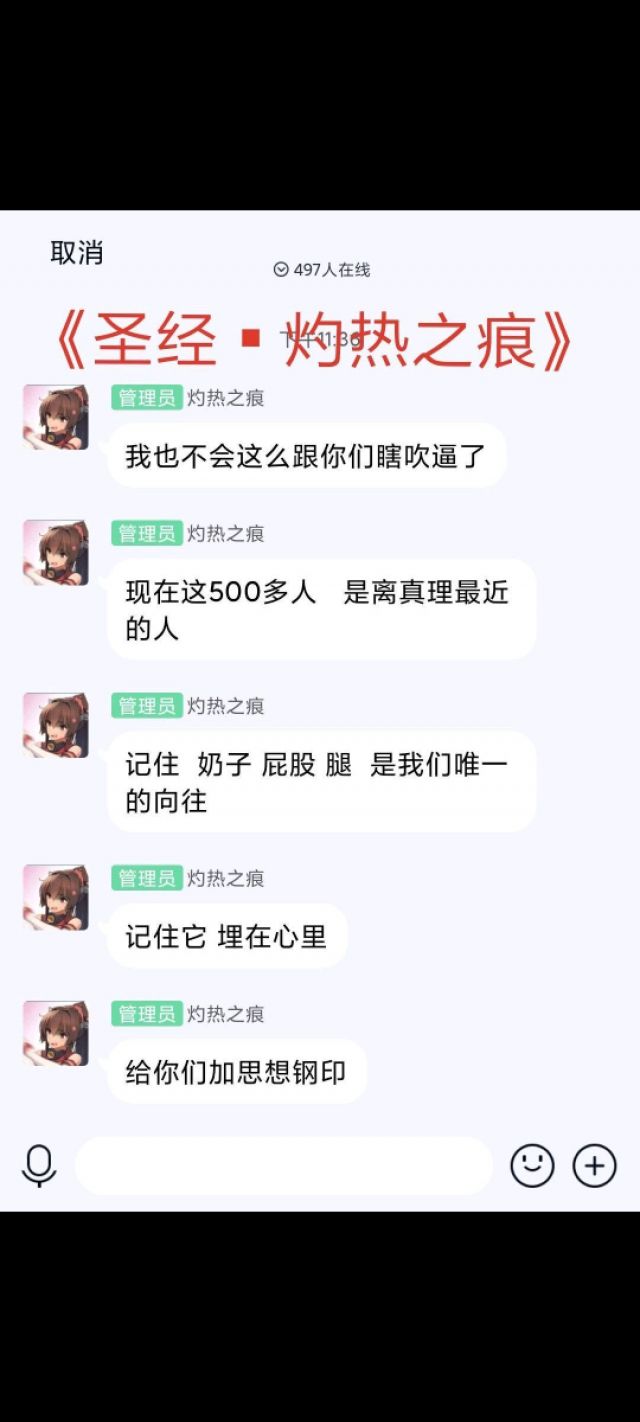 取消
497人在线
下午11:36
《圣经▪灼热之痕》
管理员 灼热之痕
我也不会这么跟你们瞎吹逼了
管理员 灼热之痕
现在这500多人 是离真理最近
的人
管理员 灼热之痕
记住 奶子 屁股 腿 是我们唯一
的向往
管理员 灼热之痕
记住它 埋在心里
管理员 灼热之痕
给你们加思想钢印